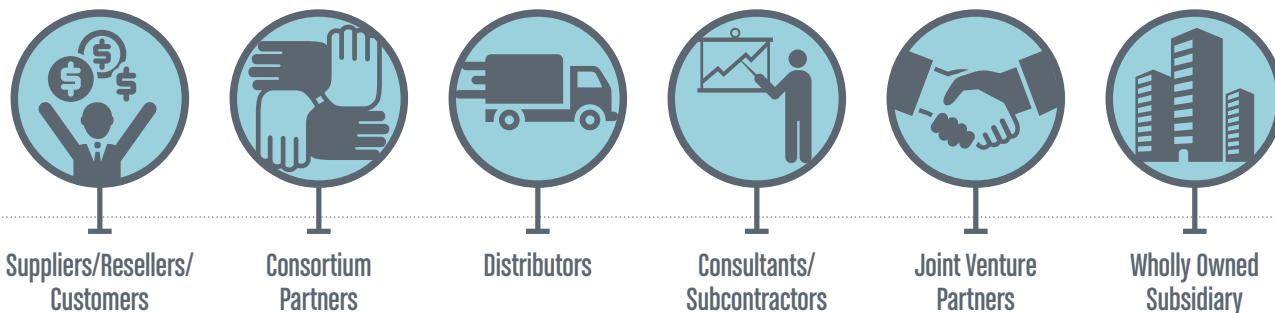 $
$
$
Suppliers/Resellers/
Customers
Consortium
Partners
Distributors
Consultants/
Subcontractors
Joint Venture
Partners
Wholly Owned
Subsidiary